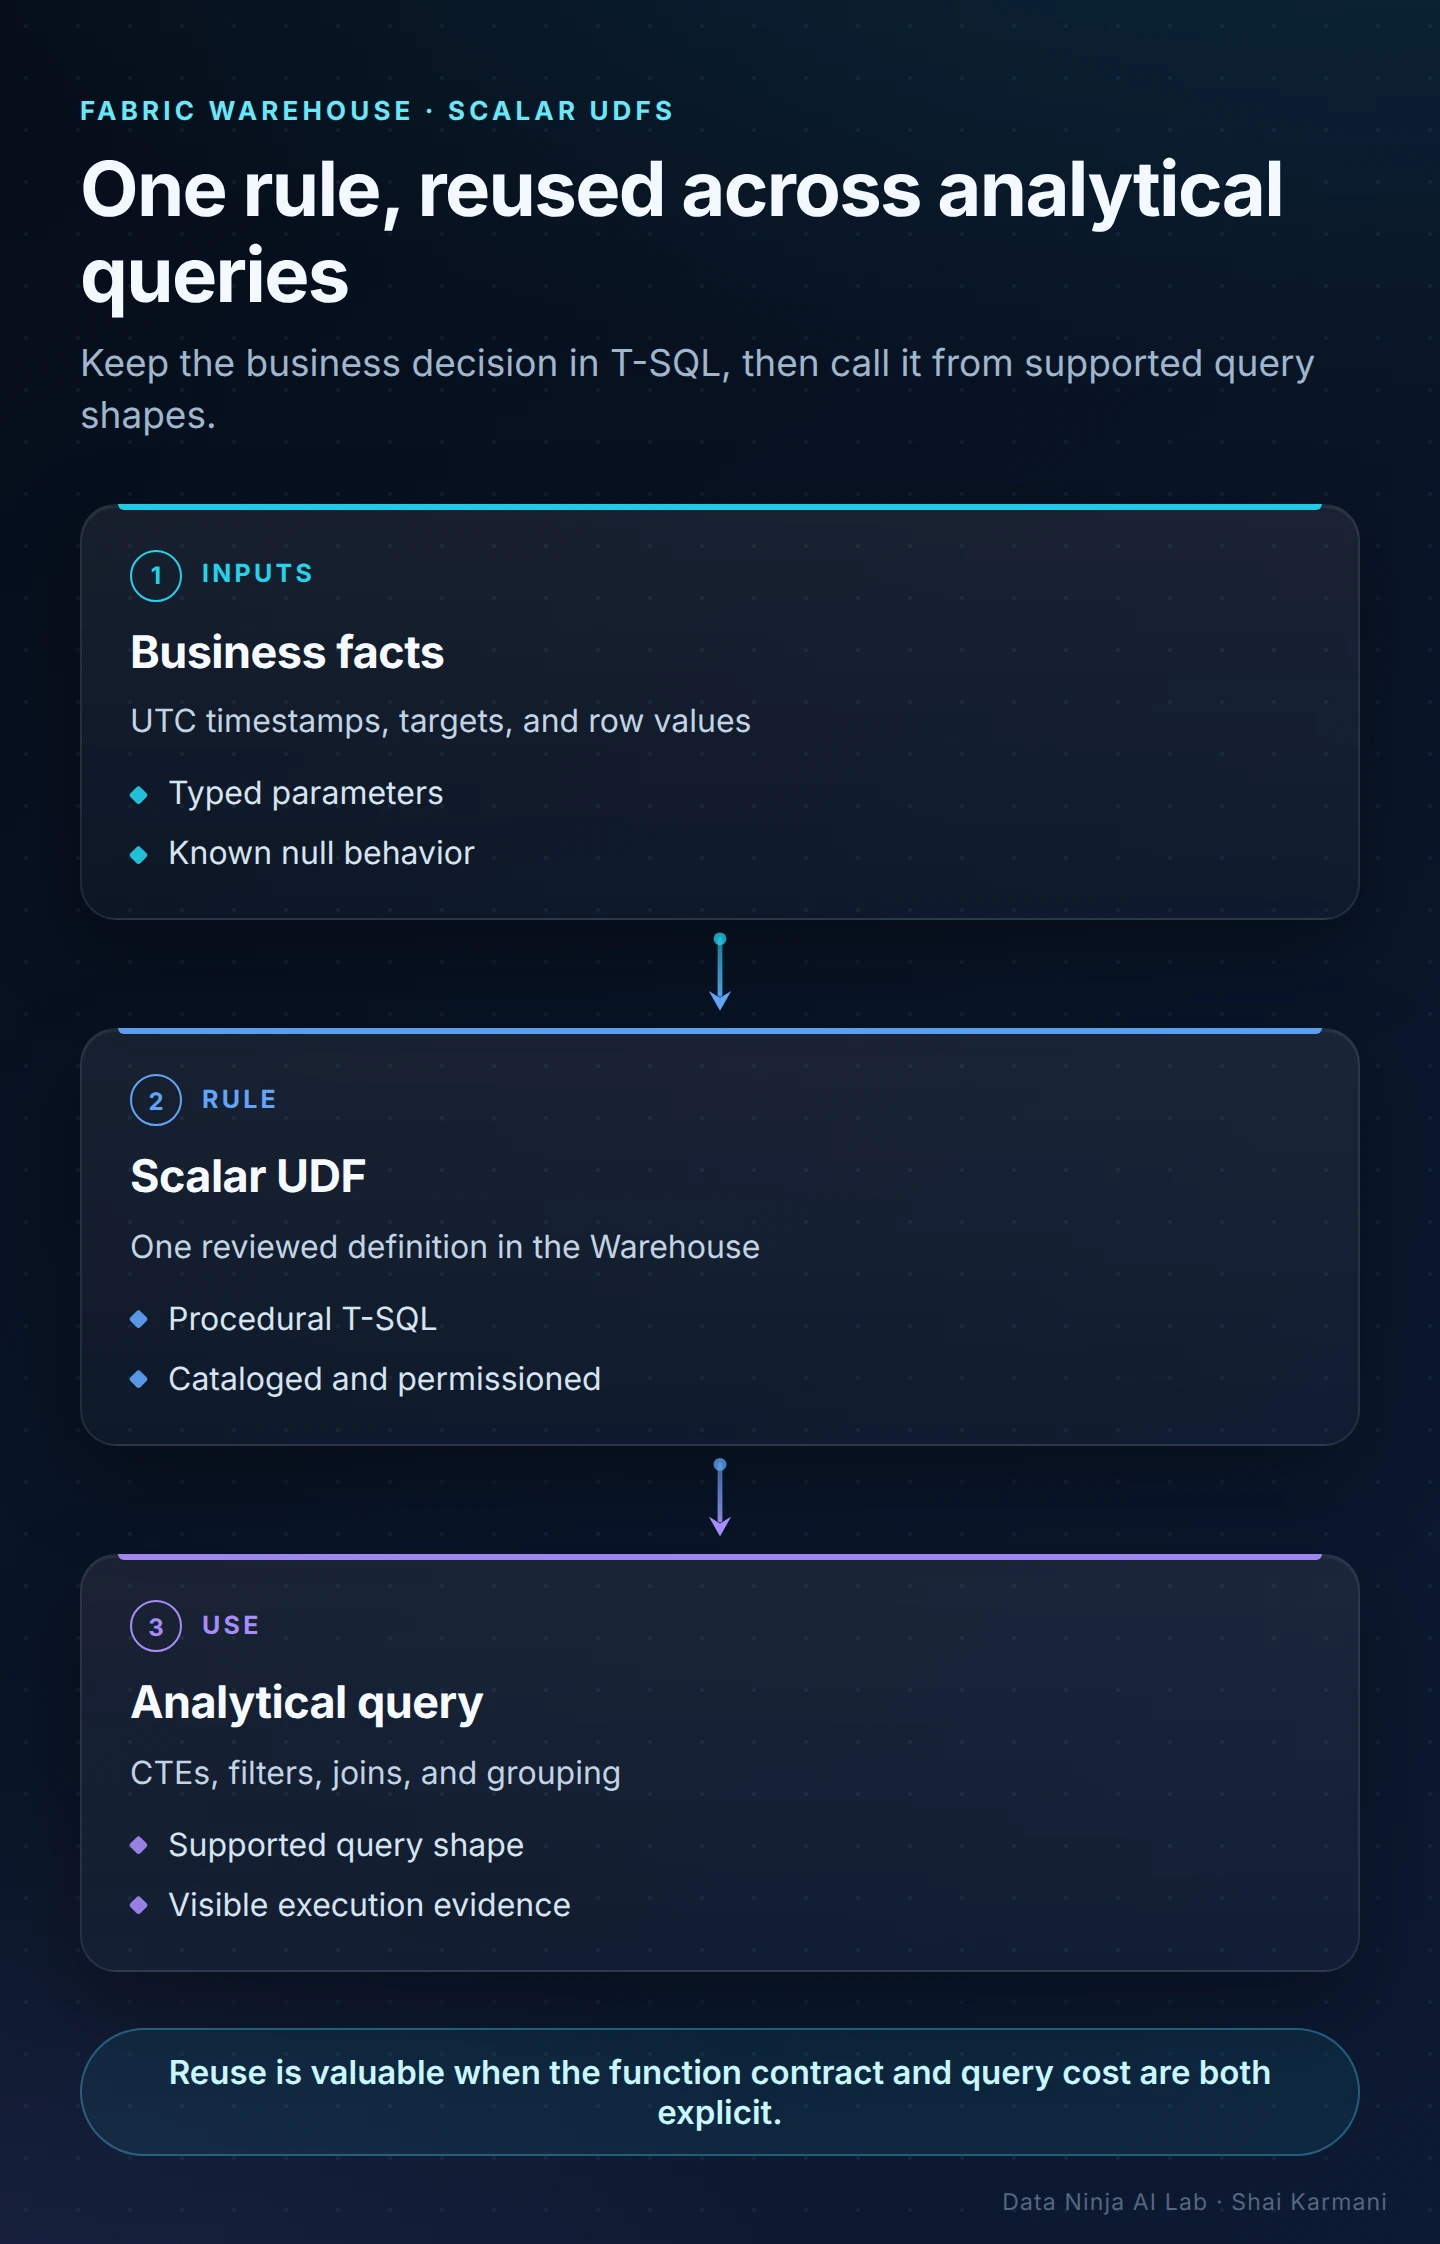 FABRIC WAREHOUSE · SCALAR UDFS
One rule, reused across analytical
queries
Keep the business decision in T-SQL, then call it from supported query
shapes.
1 INPUTS
Business facts
UTC timestamps, targets, and row values
Typed parameters
Known null behavior
2 RULE
Scalar UDF
One reviewed definition in the Warehouse
Procedural T-SQL
Cataloged and permissioned
3 USE
Analytical query
CTEs, filters, joins, and grouping
Supported query shape
Visible execution evidence
Reuse is valuable when the function contract and query cost are both
explicit.
Data Ninja AI Lab · Shai Karmani